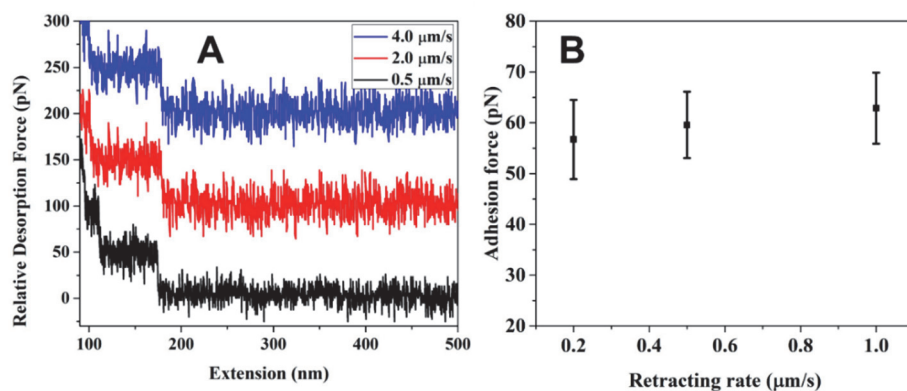 A
4.0 μm/s
2.0 μm/s
0.5 μm/s
Relative Desorption Force (pN)
300
250
200
150
100
50
0
100 200 300 400 500
Extension (nm)
B
Adhesion force (pN)
80
70
60
50
40
30
20
0.2 0.4 0.6 0.8 1.0
Retracting rate (μm/s)